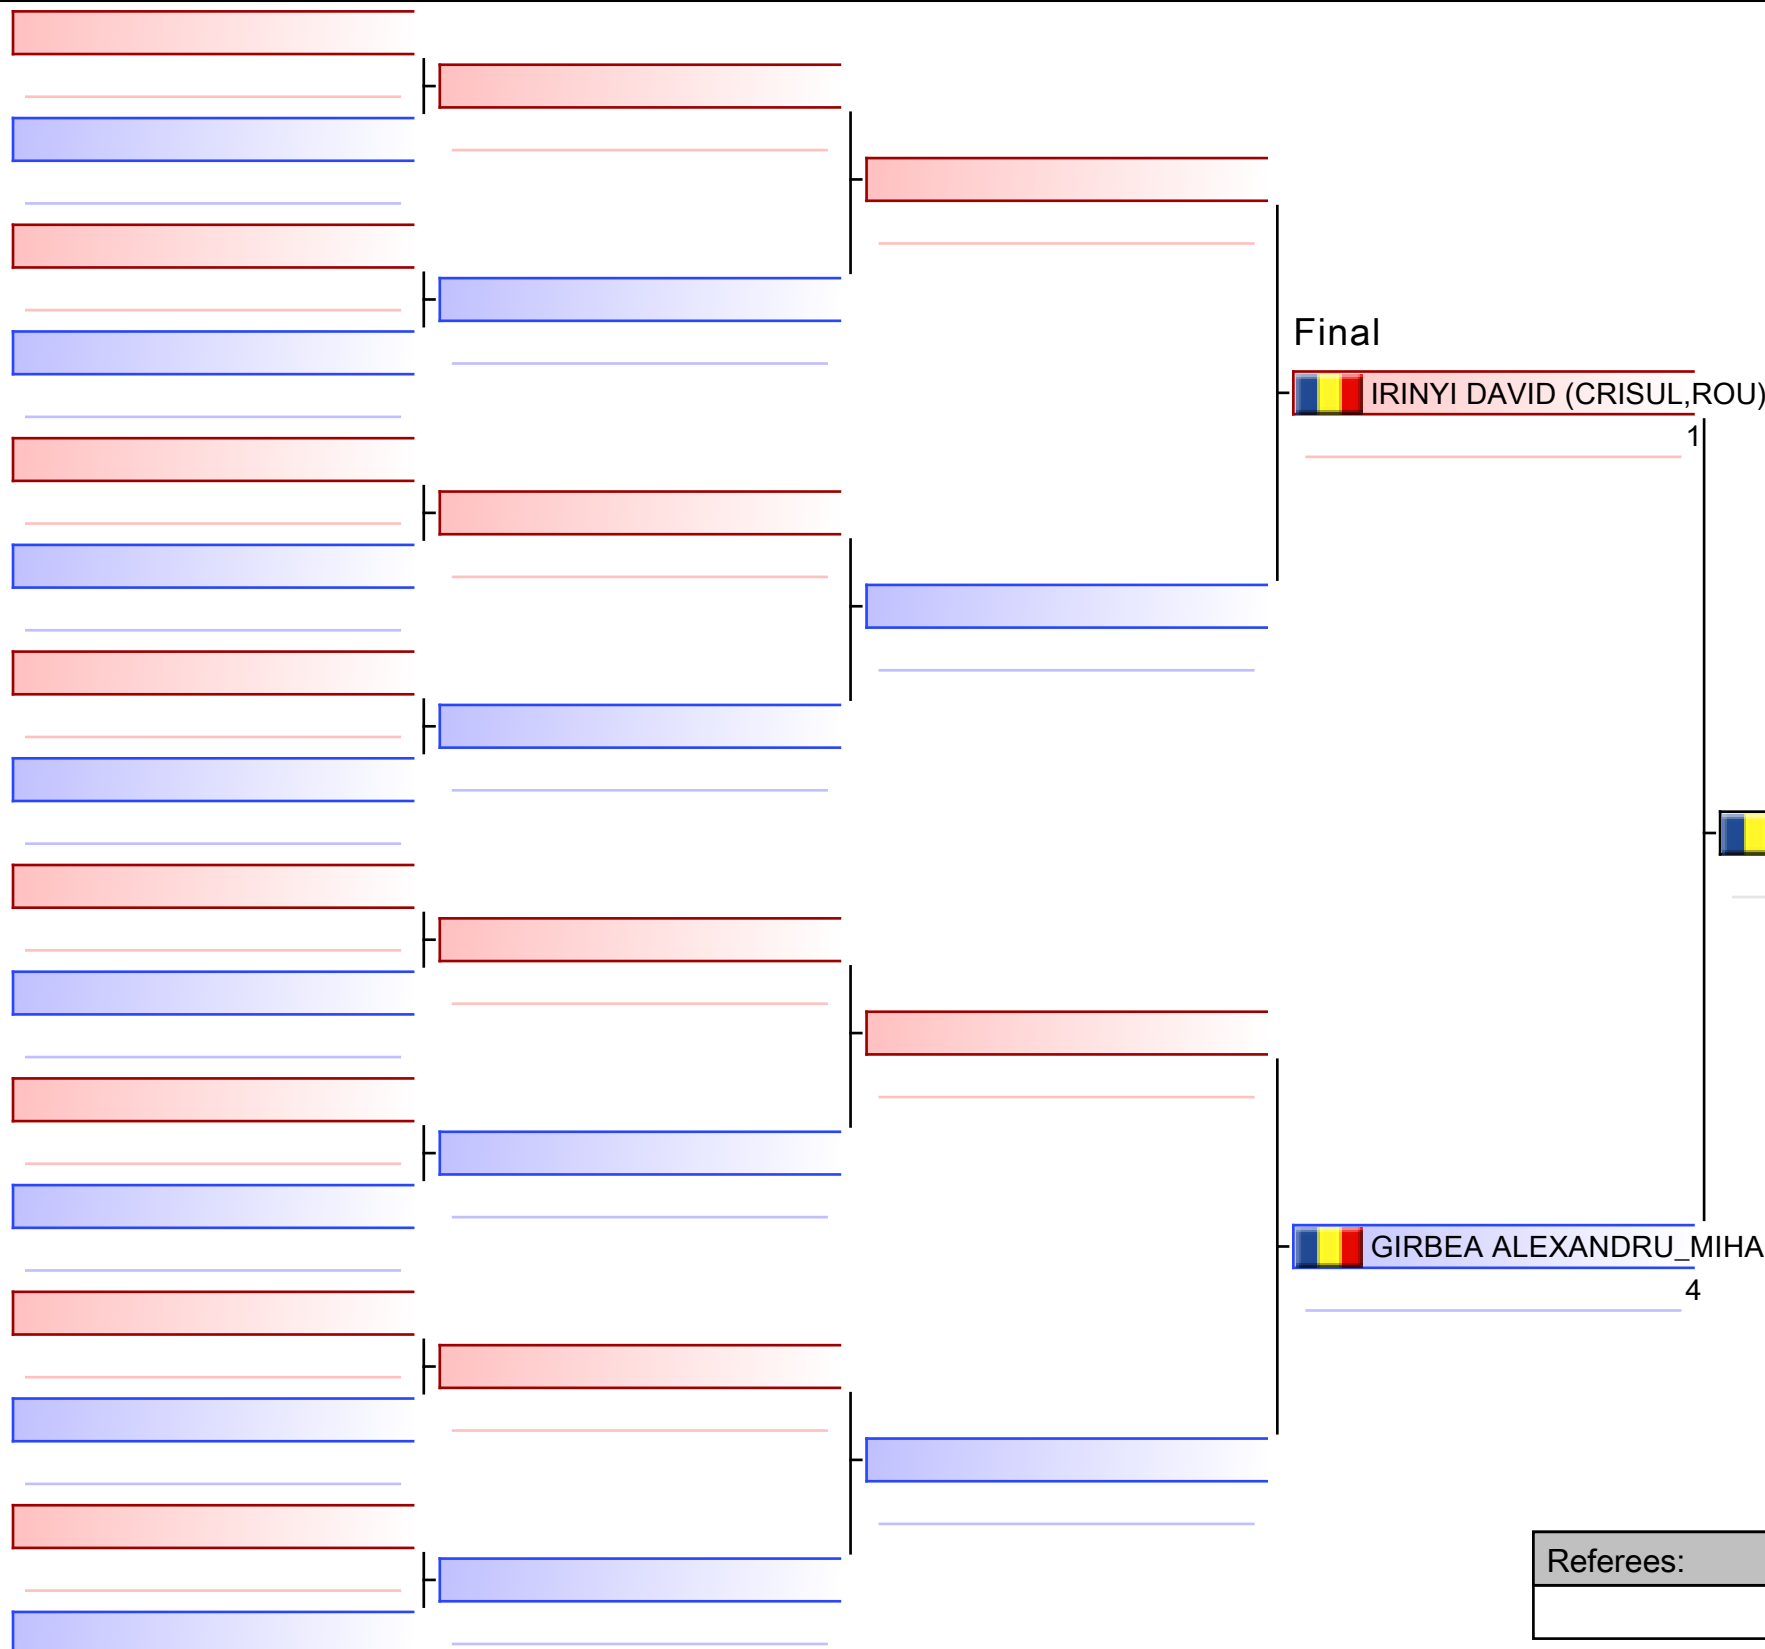 Final
IRINYI DAVID (CRISUL,ROU)
1
GIRBEA ALEXANDRU_MIHA
4
Referees: